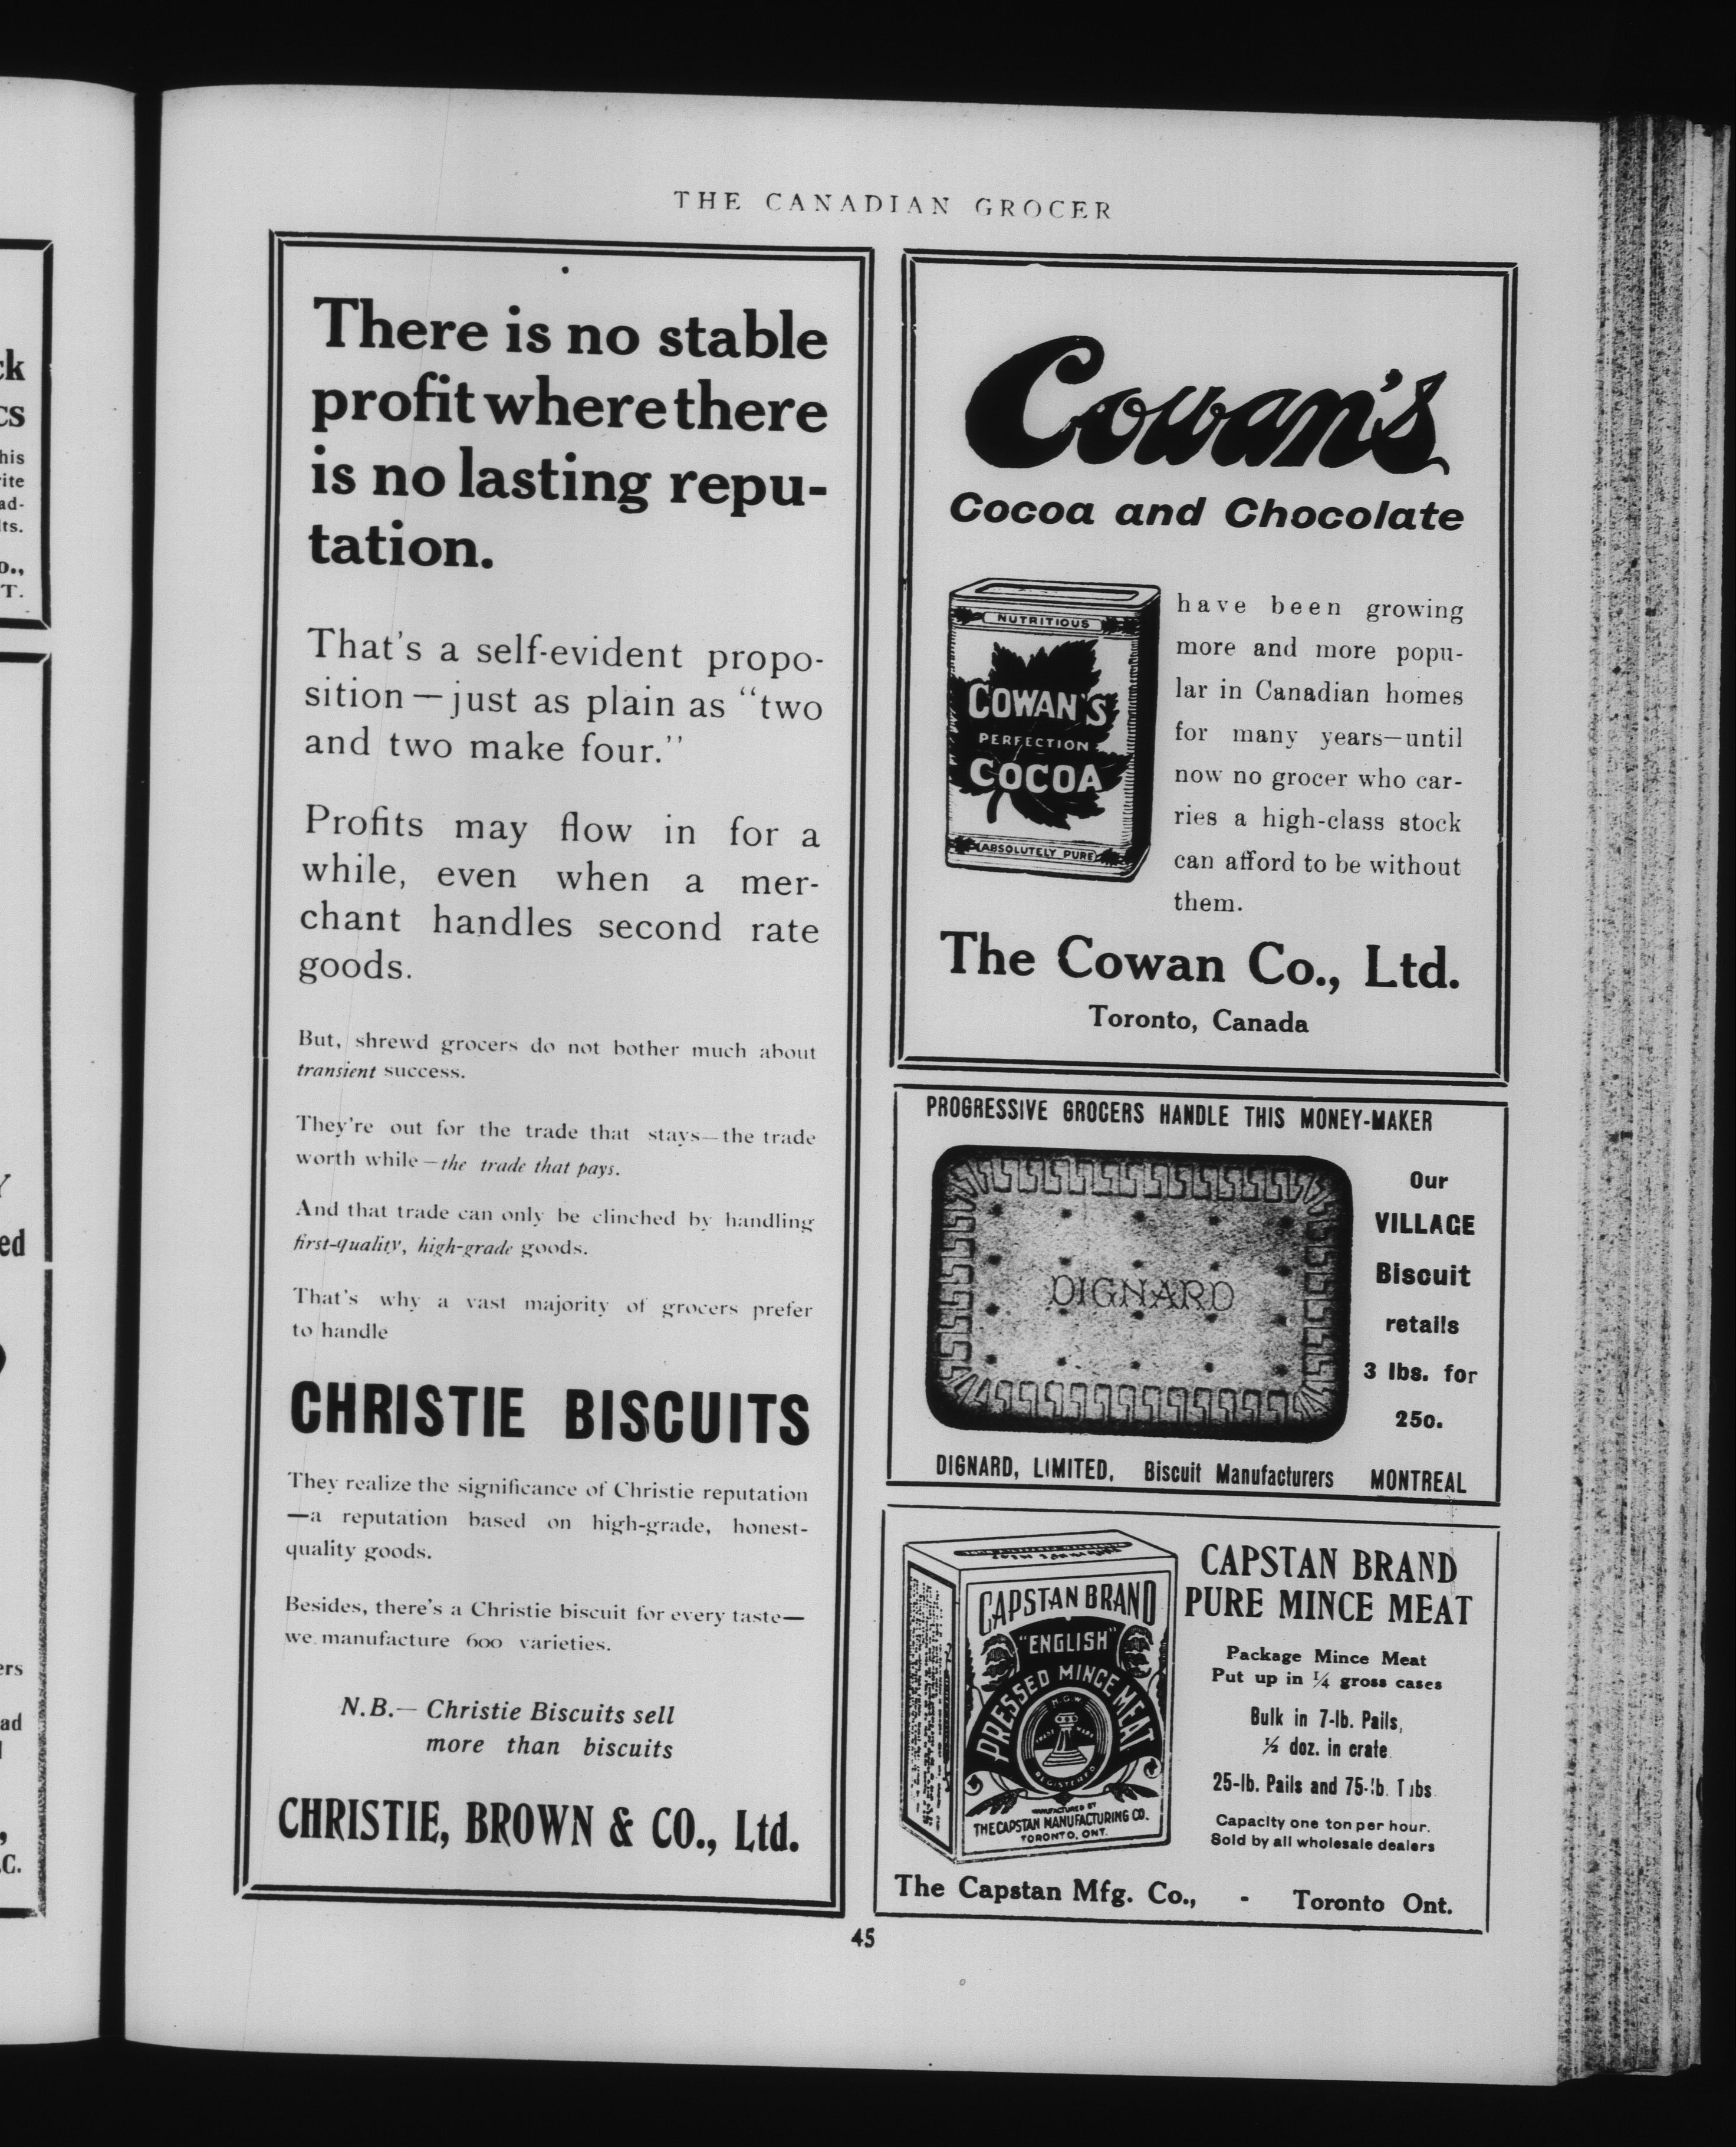 THE CANADIAN GROCER
There is no stable
profit where there
is no lasting repu-
tation.
That's a self-evident propo-
sition — just as plain as "two
and two make four."
Profits may flow in for a
while, even when a mer-
chant handles second rate
goods.
But, shrewd grocers do not bother much about
transient success.
They're out for the trade that stays—the trade
worth while—the trade that pays.
And that trade can only be clinched by handling
first-quality, high-grade goods.
That's why a vast majority of grocers prefer
to handle
CHRISTIE BISCUITS
They realize the significance of Christie reputation
—a reputation based on high-grade, honest-
quality goods.
Besides, there's a Christie biscuit for every taste—
we manufacture 600 varieties.
N.B.— Christie Biscuits sell
more than biscuits
CHRISTIE, BROWN & CO., Ltd.
Cowan's
Cocoa and Chocolate
NUTRITIOUS
COWAN'S
PERFECTION
COCOA
ABSOLUTELY PURE
have been growing
more and more popu-
lar in Canadian homes
for many years—until
now no grocer who car-
ries a high-class stock
can afford to be without
them.
The Cowan Co., Ltd.
Toronto, Canada
PROGRESSIVE GROCERS HANDLE THIS MONEY-MAKER
DIGNARD
Our
VILLAGE
Biscuit
retails
3 lbs. for
25c.
DIGNARD, LIMITED, Biscuit Manufacturers MONTREAL
CAPSTAN BRAND
"ENGLISH"
PRESSED MINCE MEAT
TRADE MARK
REGISTERED
MANUFACTURED BY
THE CAPSTAN MANUFACTURING CO.
TORONTO, ONT.
CAPSTAN BRAND
PURE MINCE MEAT
Package Mince Meat
Put up in ¼ gross cases
Bulk in 7-lb. Pails,
½ doz. in crate.
25-lb. Pails and 75-lb. Tubs.
Capacity one ton per hour.
Sold by all wholesale dealers
The Capstan Mfg. Co., - Toronto Ont.
45
ck
cs
his
rite
ad-
lts.
o.,
T.
Y
ed
ers
ad
,
.C.